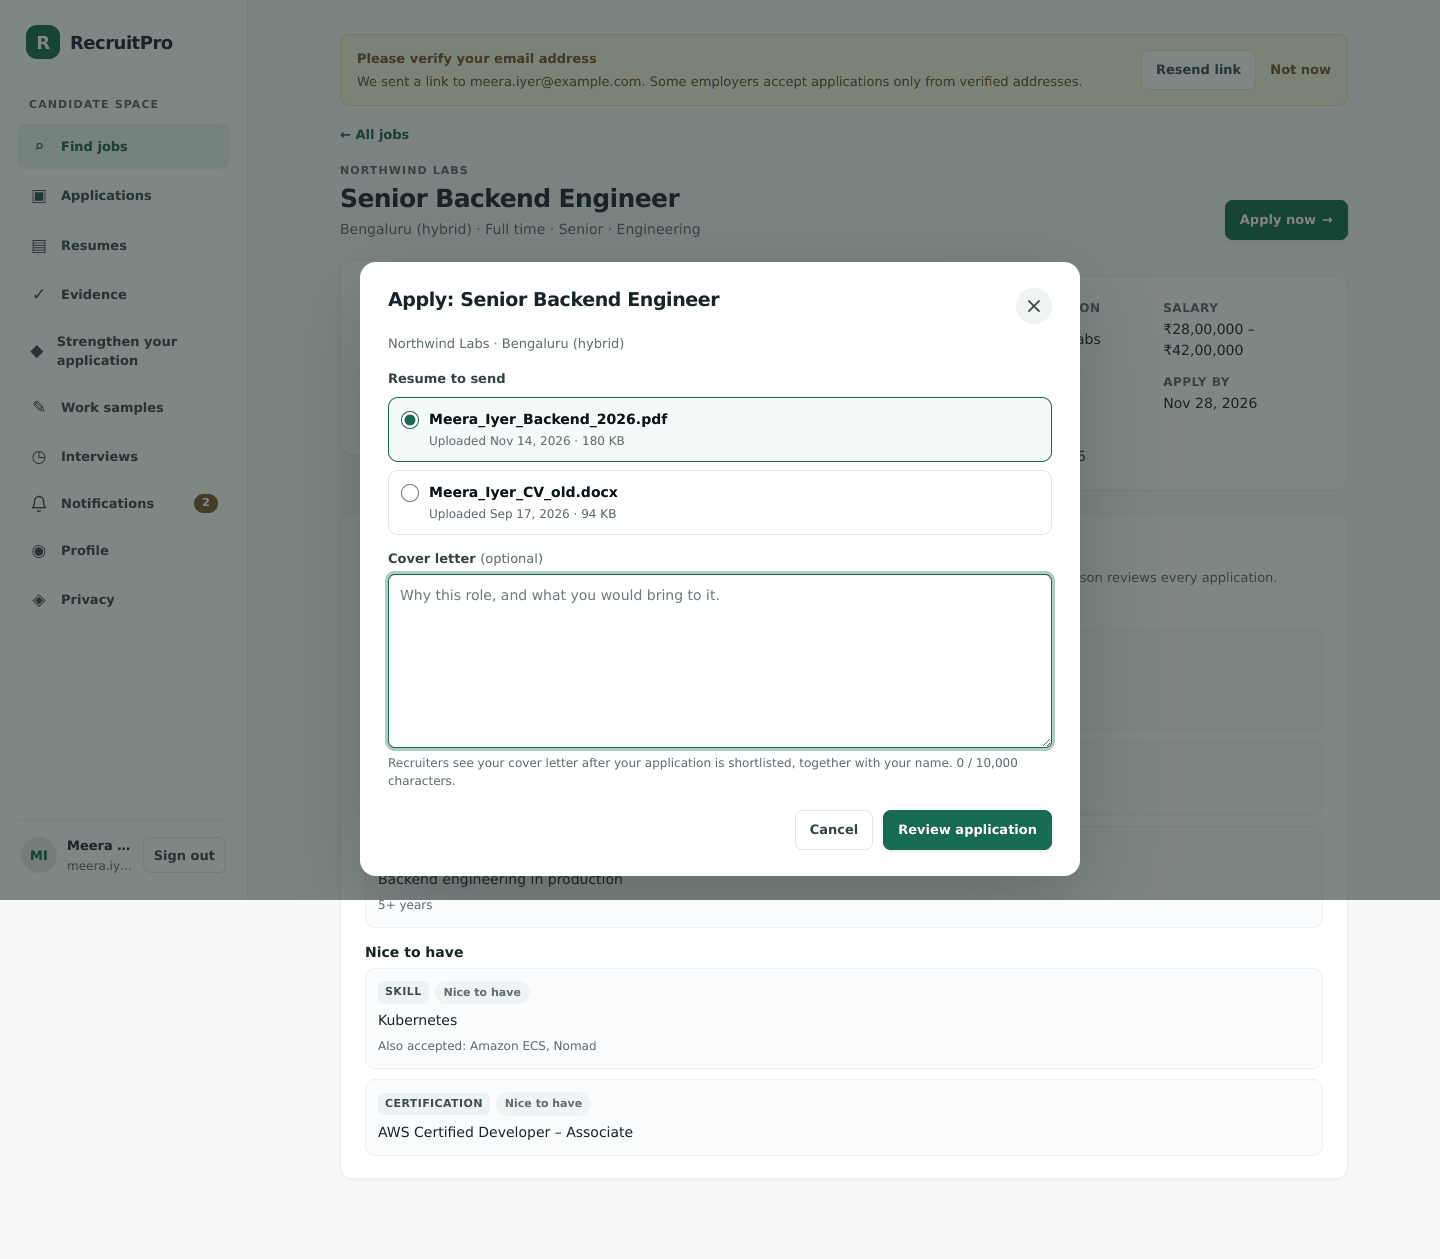 R RecruitPro
CANDIDATE SPACE
Find jobs
Applications
Resumes
Evidence
Strengthen your
application
Work samples
Interviews
Notifications 2
Profile
Privacy
MI Meera ...
meera.iy...
Sign out
Please verify your email address
We sent a link to meera.iyer@example.com. Some employers accept applications only from verified addresses.
Resend link Not now
← All jobs
NORTHWIND LABS
Senior Backend Engineer
Bengaluru (hybrid) · Full time · Senior · Engineering
Apply now →
SALARY
₹28,00,000 –
₹42,00,000
APPLY BY
Nov 28, 2026
reviews every application.
Apply: Senior Backend Engineer
Northwind Labs · Bengaluru (hybrid)
Resume to send
Meera_Iyer_Backend_2026.pdf
Uploaded Nov 14, 2026 · 180 KB
Meera_Iyer_CV_old.docx
Uploaded Sep 17, 2026 · 94 KB
Cover letter (optional)
Why this role, and what you would bring to it.
Recruiters see your cover letter after your application is shortlisted, together with your name. 0 / 10,000
characters.
Cancel Review application
Backend engineering in production
5+ years
Nice to have
SKILL Nice to have
Kubernetes
Also accepted: Amazon ECS, Nomad
CERTIFICATION Nice to have
AWS Certified Developer – Associate